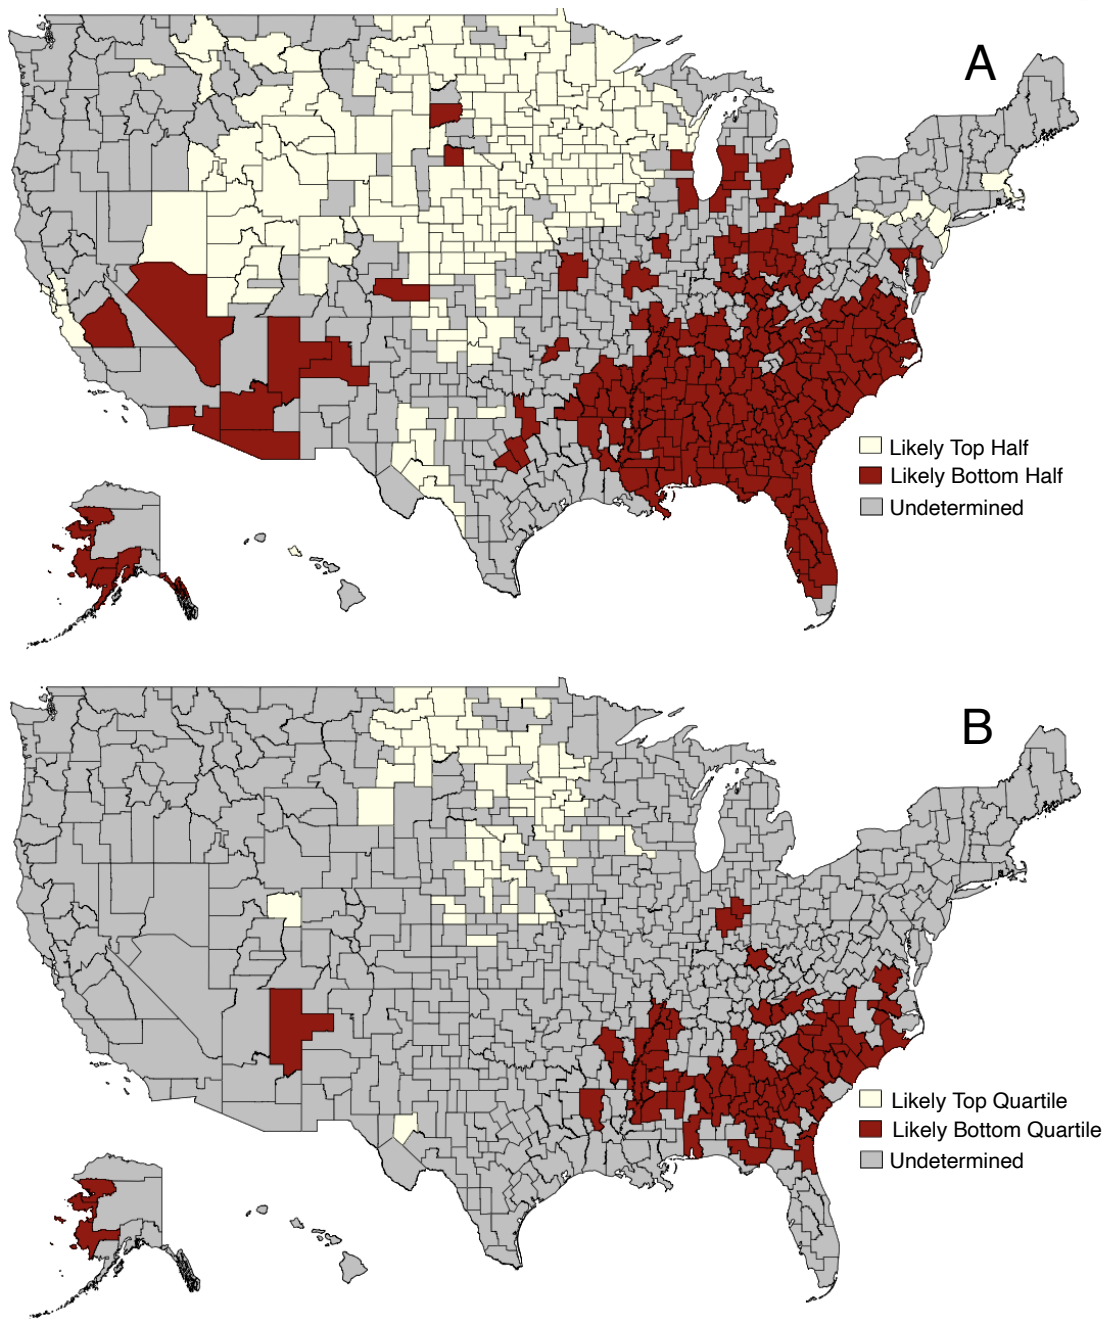 A
Likely Top Half
Likely Bottom Half
Undetermined
B
Likely Top Quartile
Likely Bottom Quartile
Undetermined